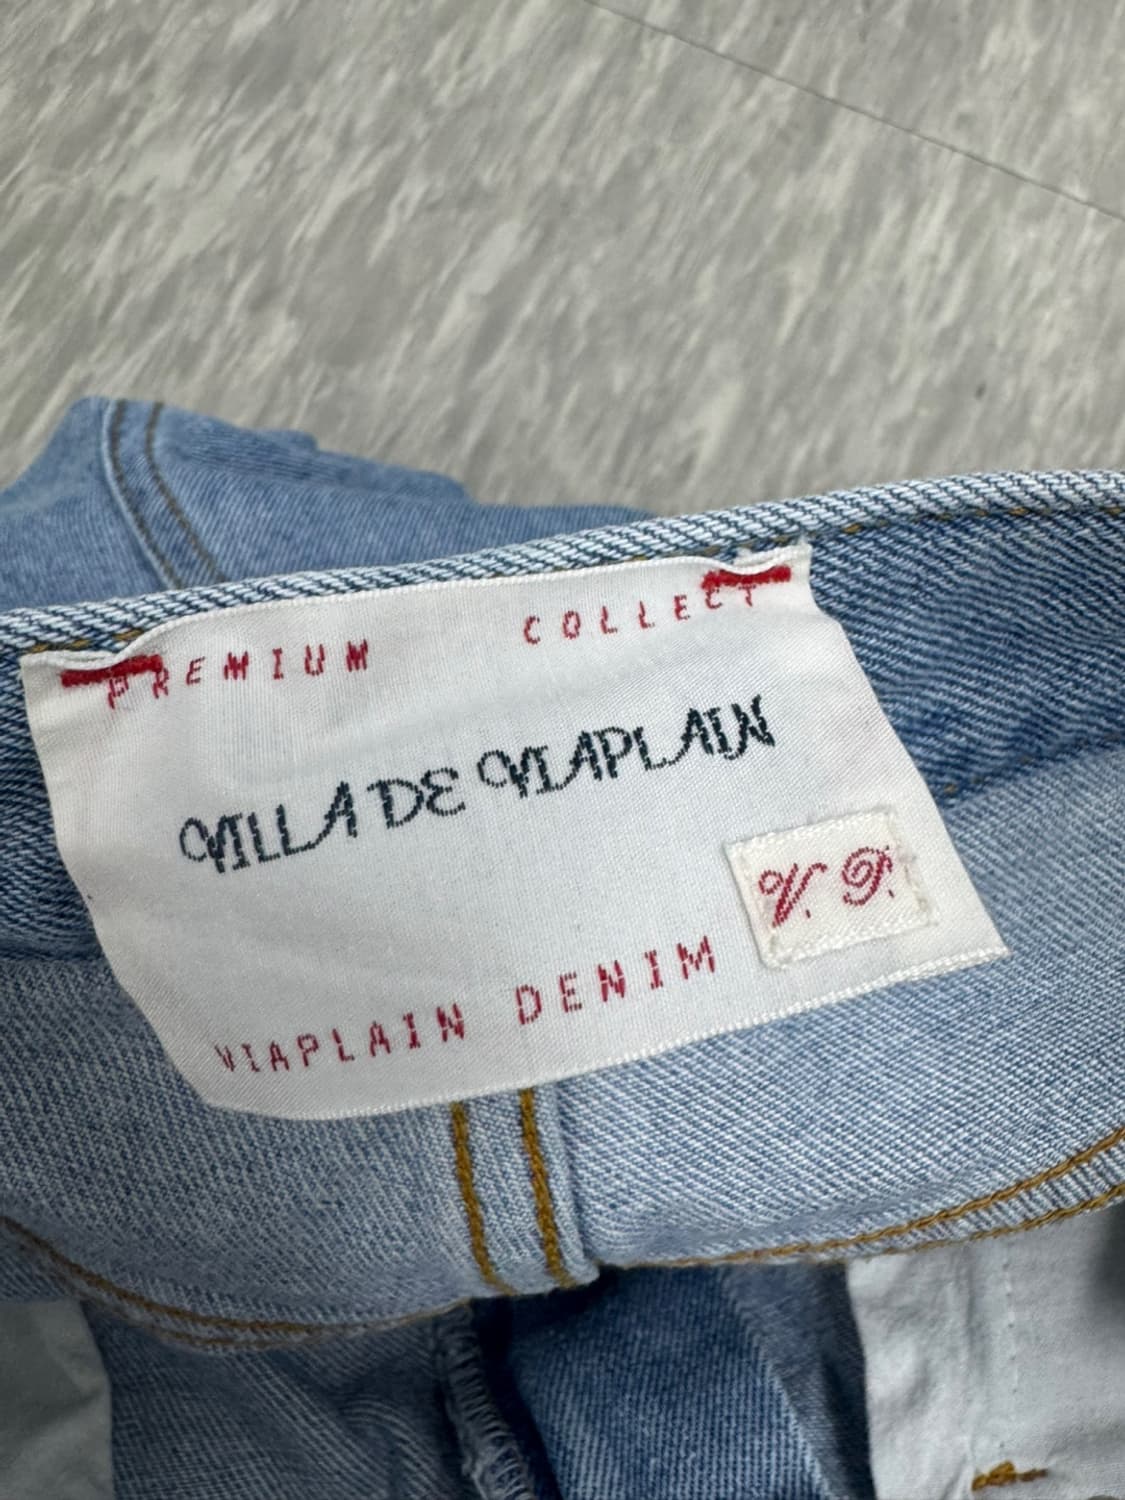 PREMIUM COLLECT
VILLA DE VIAPLAIN
V. P.
VIAPLAIN DENIM